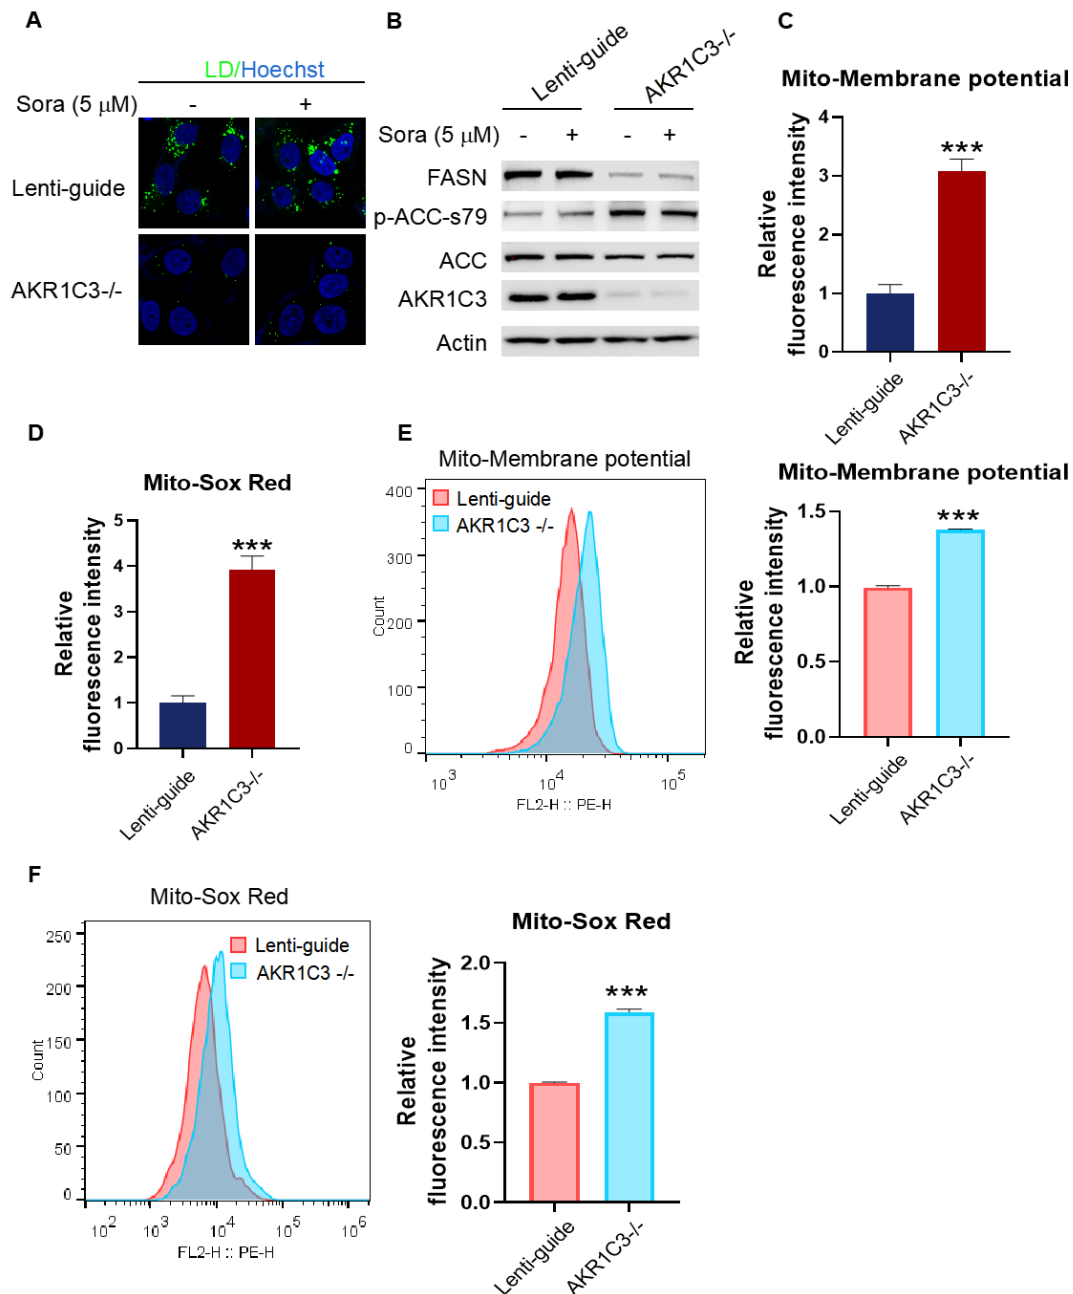 A
LD/Hoechst
Sora (5 μM) - +
Lenti-guide
AKR1C3-/-
B
Lenti-guide AKR1C3-/-
Sora (5 μM) - + - +
FASN
p-ACC-s79
ACC
AKR1C3
Actin
C
Mito-Membrane potential
Relative
fluorescence intensity
4
3
2
1
0
***
Lenti-guide
AKR1C3-/-
D
Mito-Sox Red
Relative
fluorescence intensity
5
4
3
2
1
0
***
Lenti-guide
AKR1C3-/-
E
Mito-Membrane potential
Lenti-guide
AKR1C3 -/-
Count
400
300
200
100
0
10^3 10^4 10^5
FL2-H :: PE-H
Mito-Membrane potential
Relative
fluorescence intensity
1.5
1.0
0.5
0.0
***
Lenti-guide
AKR1C3-/-
F
Mito-Sox Red
Lenti-guide
AKR1C3 -/-
Count
250
200
150
100
50
0
10^2 10^3 10^4 10^5 10^6
FL2-H :: PE-H
Mito-Sox Red
Relative
fluorescence intensity
2.0
1.5
1.0
0.5
0.0
***
Lenti-guide
AKR1C3-/-